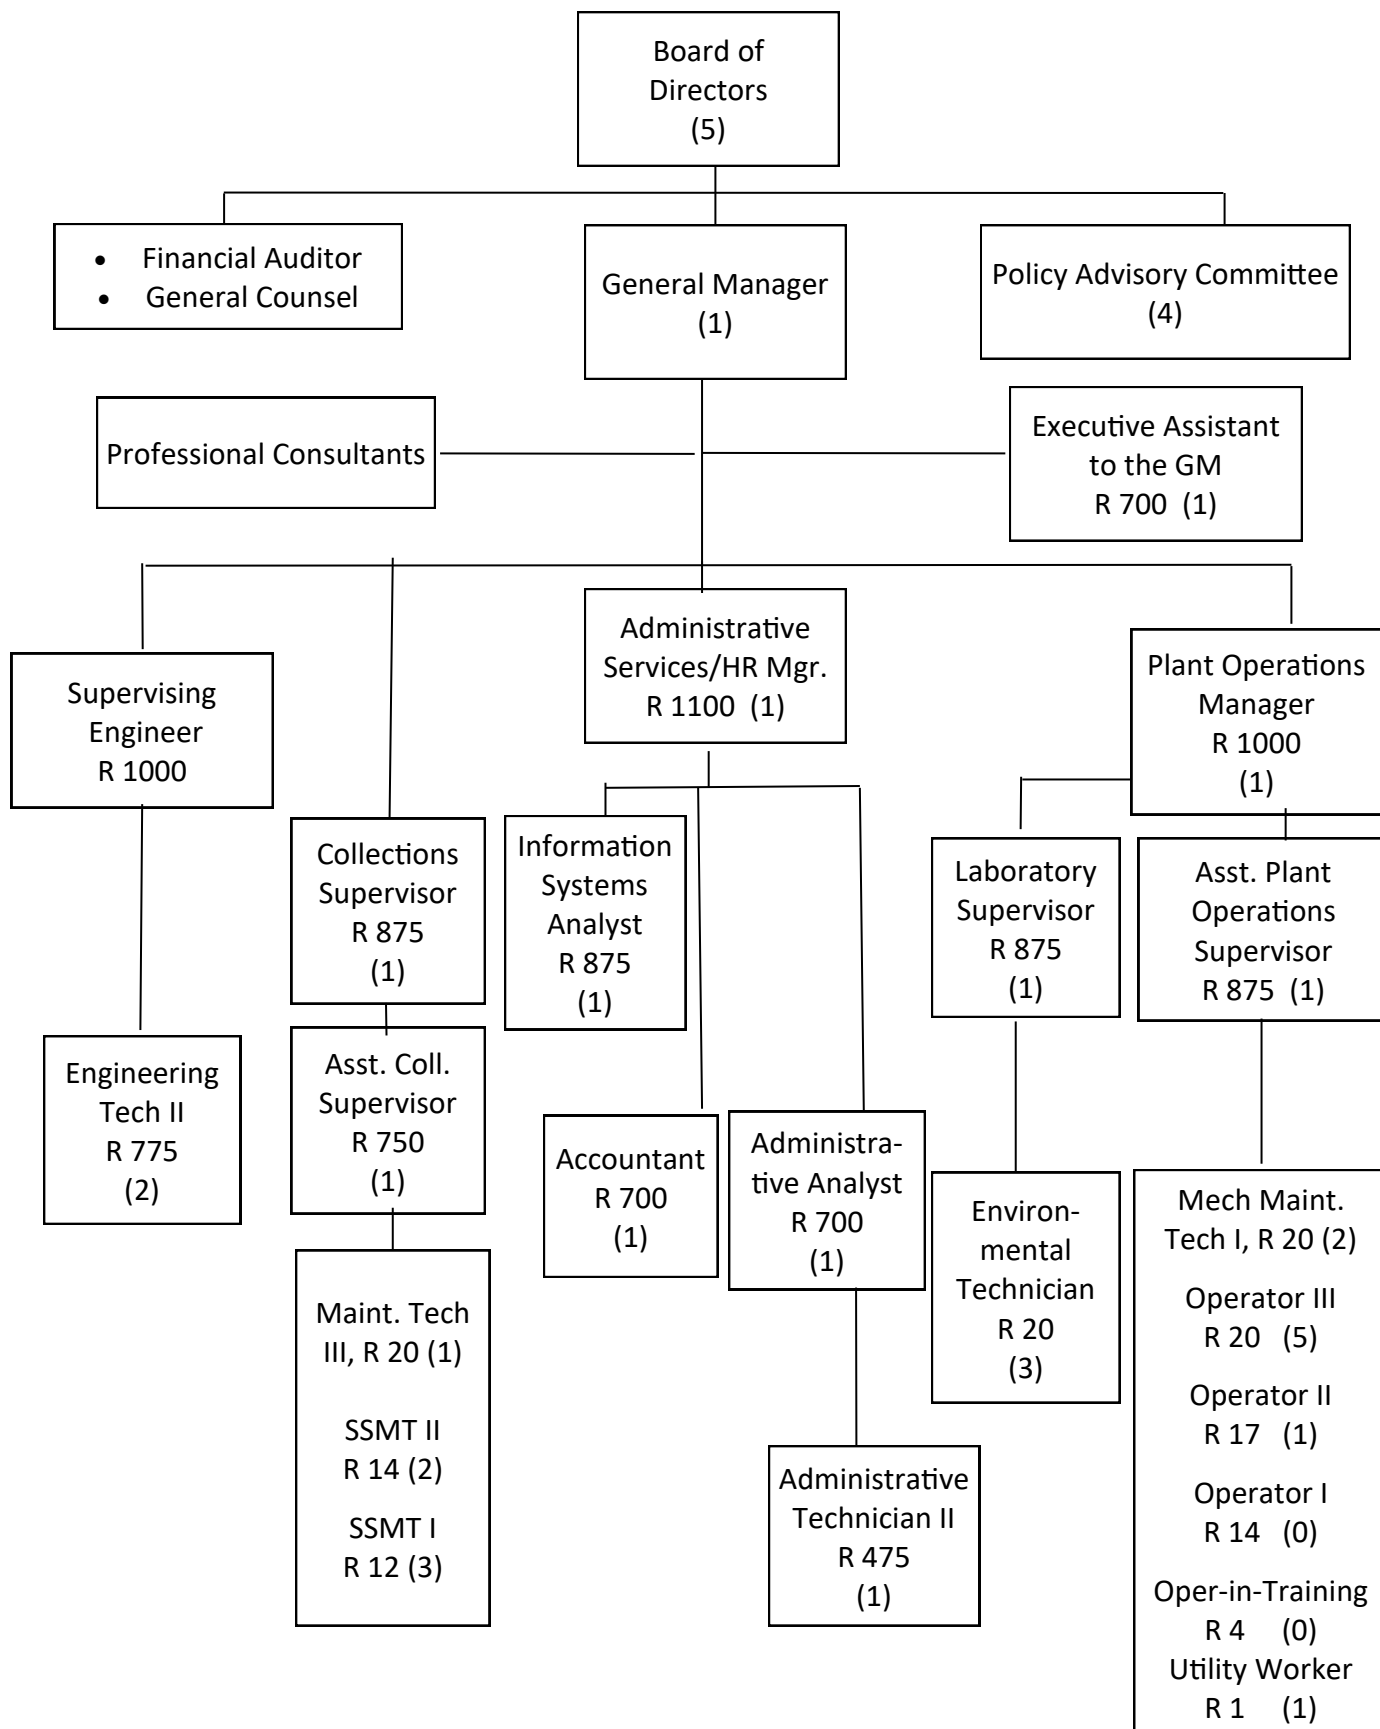 Board of
Directors
(5)
• Financial Auditor
• General Counsel
General Manager
(1)
Policy Advisory Committee
(4)
Professional Consultants
Executive Assistant
to the GM
R 700 (1)
Supervising
Engineer
R 1000
Administrative
Services/HR Mgr.
R 1100 (1)
Plant Operations
Manager
R 1000
(1)
Collections
Supervisor
R 875
(1)
Information
Systems
Analyst
R 875
(1)
Laboratory
Supervisor
R 875
(1)
Asst. Plant
Operations
Supervisor
R 875 (1)
Engineering
Tech II
R 775
(2)
Asst. Coll.
Supervisor
R 750
(1)
Accountant
R 700
(1)
Administra-
tive Analyst
R 700
(1)
Environ-
mental
Technician
R 20
(3)
Mech Maint.
Tech I, R 20 (2)
Operator III
R 20 (5)
Operator II
R 17 (1)
Operator I
R 14 (0)
Oper-in-Training
R 4 (0)
Utility Worker
R 1 (1)
Maint. Tech
III, R 20 (1)
SSMT II
R 14 (2)
SSMT I
R 12 (3)
Administrative
Technician II
R 475
(1)